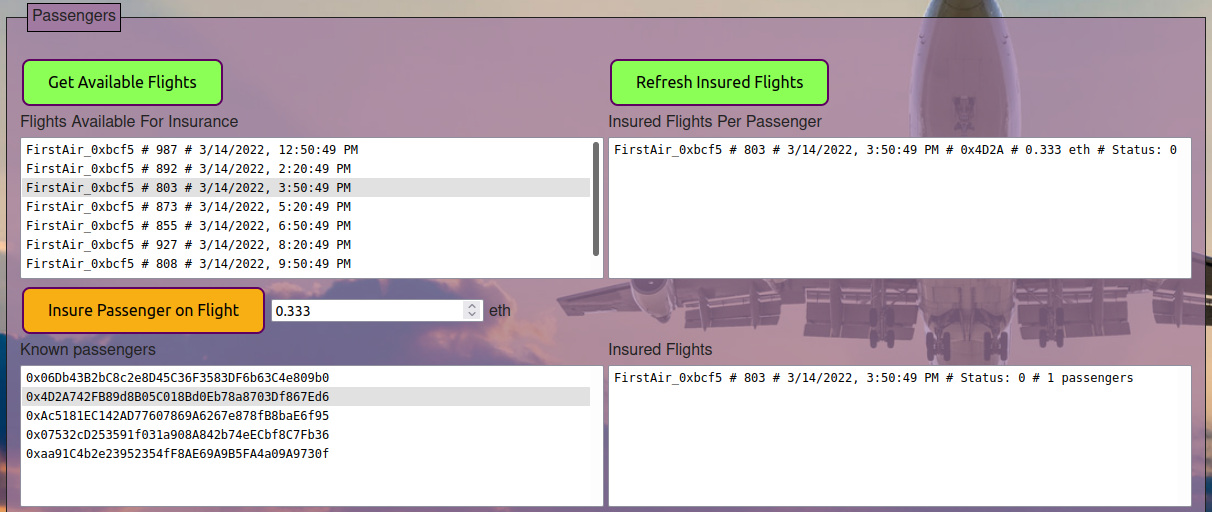 Passengers
Get Available Flights
Refresh Insured Flights
Flights Available For Insurance
Insured Flights Per Passenger
FirstAir_0xbcf5 # 987 # 3/14/2022, 12:50:49 PM
FirstAir_0xbcf5 # 892 # 3/14/2022, 2:20:49 PM
FirstAir_0xbcf5 # 803 # 3/14/2022, 3:50:49 PM
FirstAir_0xbcf5 # 873 # 3/14/2022, 5:20:49 PM
FirstAir_0xbcf5 # 855 # 3/14/2022, 6:50:49 PM
FirstAir_0xbcf5 # 927 # 3/14/2022, 8:20:49 PM
FirstAir_0xbcf5 # 808 # 3/14/2022, 9:50:49 PM
FirstAir_0xbcf5 # 803 # 3/14/2022, 3:50:49 PM # 0x4D2A # 0.333 eth # Status: 0
Insure Passenger on Flight
0.333
eth
Known passengers
Insured Flights
0x06Db43B2bC8c2e8D45C36F3583DF6b63C4e809b0
0x4D2A742FB89d8B05C018Bd0Eb78a8703Df867Ed6
0xAc5181EC142AD77607869A6267e878fB8baE6f95
0x07532cD253591f031a908A842b74eECbf8C7Fb36
0xaa91C4b2e23952354fF8AE69A9B5FA4a09A9730f
FirstAir_0xbcf5 # 803 # 3/14/2022, 3:50:49 PM # Status: 0 # 1 passengers